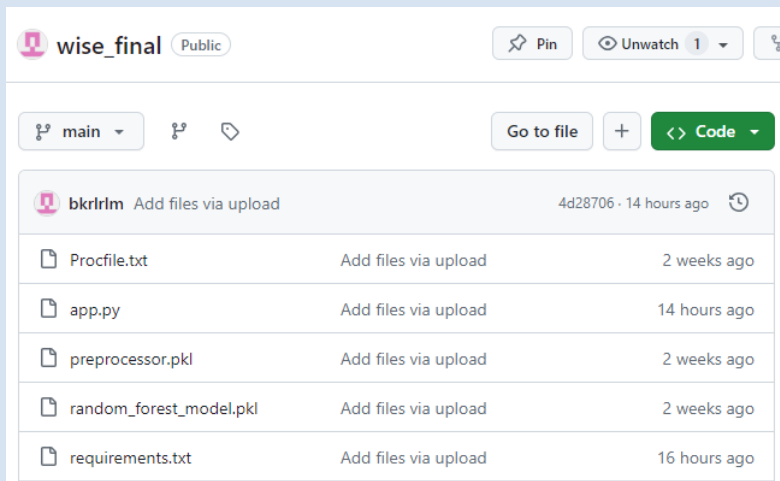 wise_final Public Pin Unwatch 1
main Go to file + Code
bkrlrlm Add files via upload 4d28706 · 14 hours ago
Procfile.txt Add files via upload 2 weeks ago
app.py Add files via upload 14 hours ago
preprocessor.pkl Add files via upload 2 weeks ago
random_forest_model.pkl Add files via upload 2 weeks ago
requirements.txt Add files via upload 16 hours ago